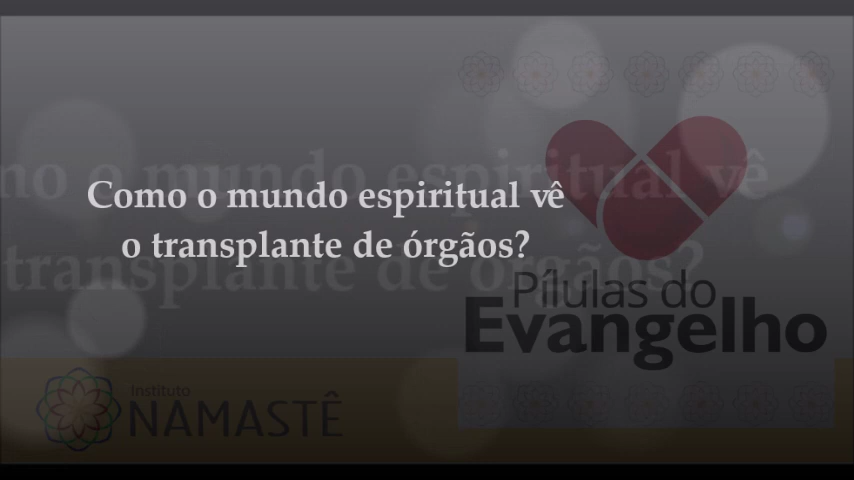 Como o mundo espiritual vê
o transplante de órgãos?
Pílulas do
Evangelho
Instituto
NAMASTÊ